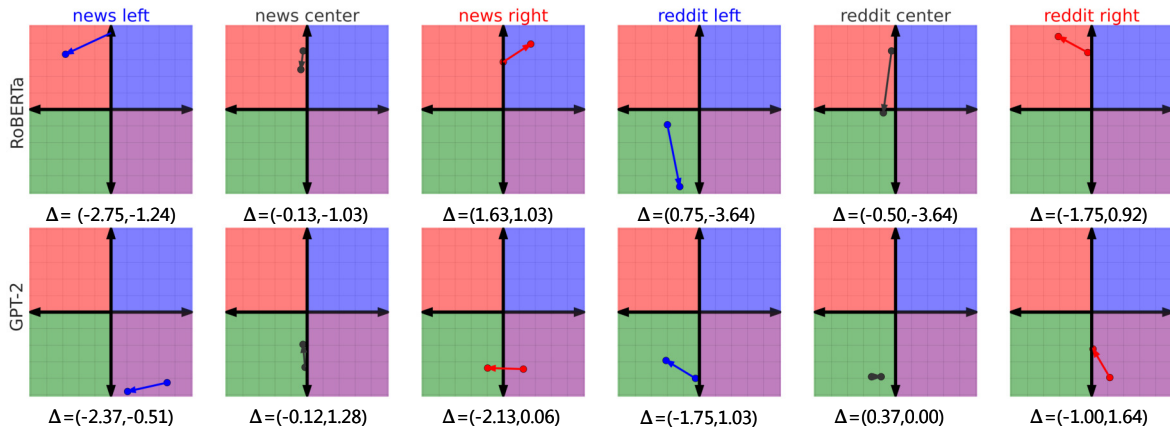 news left news center news right reddit left reddit center reddit right
RoBERTa
Δ= (-2.75,-1.24) Δ=(-0.13,-1.03) Δ=(1.63,1.03) Δ=(0.75,-3.64) Δ=(-0.50,-3.64) Δ=(-1.75,0.92)
GPT-2
Δ=(-2.37,-0.51) Δ=(-0.12,1.28) Δ=(-2.13,0.06) Δ=(-1.75,1.03) Δ=(0.37,0.00) Δ=(-1.00,1.64)